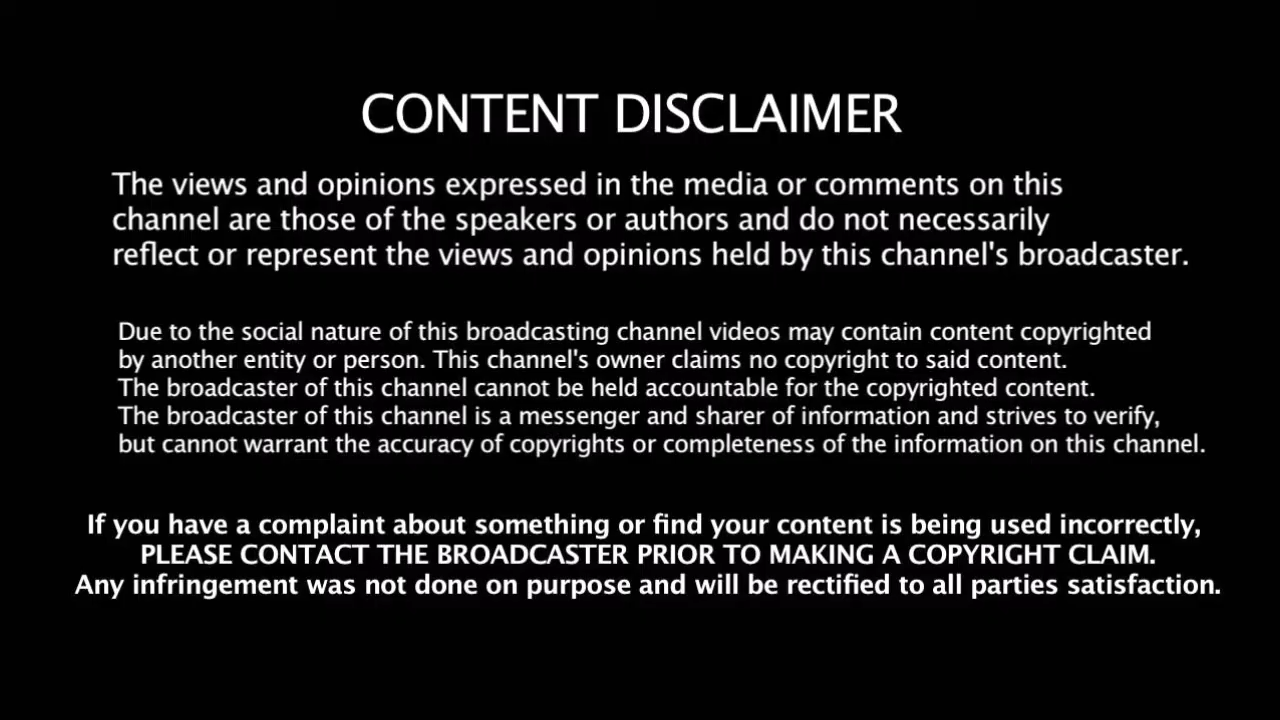 CONTENT DISCLAIMER
The views and opinions expressed in the media or comments on this
channel are those of the speakers or authors and do not necessarily
reflect or represent the views and opinions held by this channel's broadcaster.
Due to the social nature of this broadcasting channel videos may contain content copyrighted
by another entity or person. This channel's owner claims no copyright to said content.
The broadcaster of this channel cannot be held accountable for the copyrighted content.
The broadcaster of this channel is a messenger and sharer of information and strives to verify,
but cannot warrant the accuracy of copyrights or completeness of the information on this channel.
If you have a complaint about something or find your content is being used incorrectly,
PLEASE CONTACT THE BROADCASTER PRIOR TO MAKING A COPYRIGHT CLAIM.
Any infringement was not done on purpose and will be rectified to all parties satisfaction.